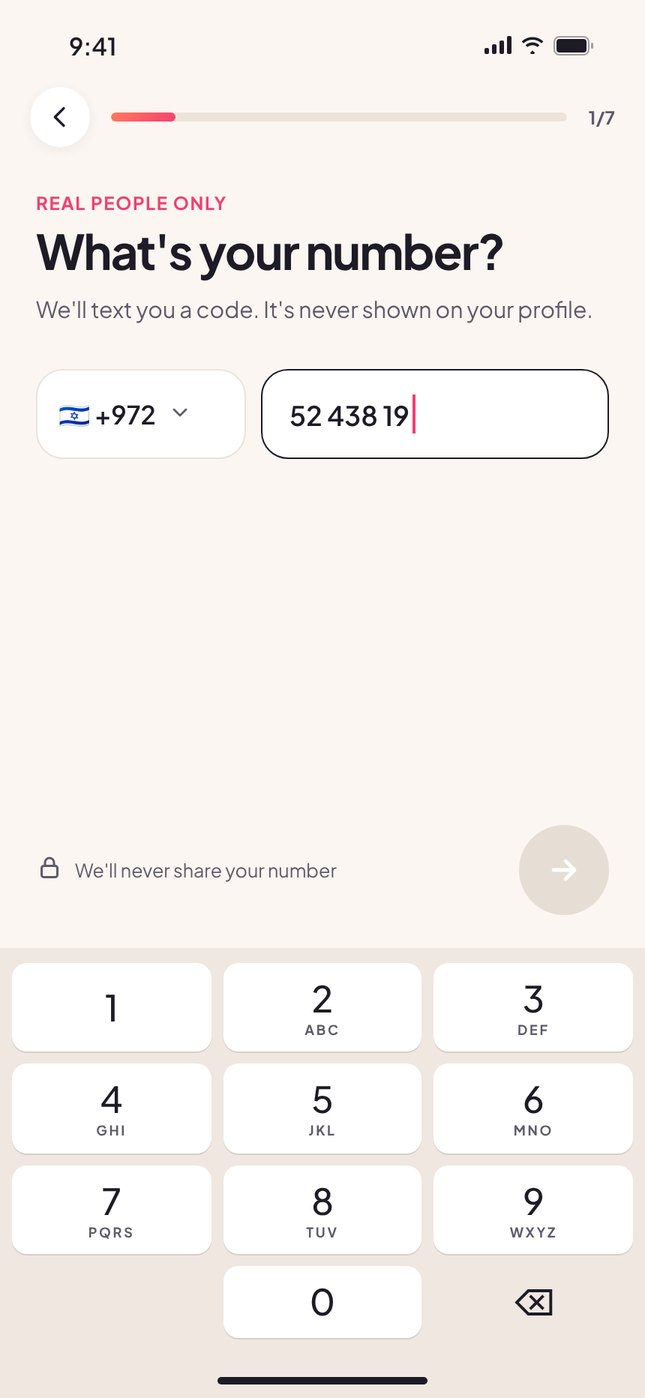 9:41
1/7
REAL PEOPLE ONLY
What's your number?
We'll text you a code. It's never shown on your profile.
🇮🇱 +972 52 438 19
We'll never share your number
1 2 3
ABC DEF
4 5 6
GHI JKL MNO
7 8 9
PQRS TUV WXYZ
0